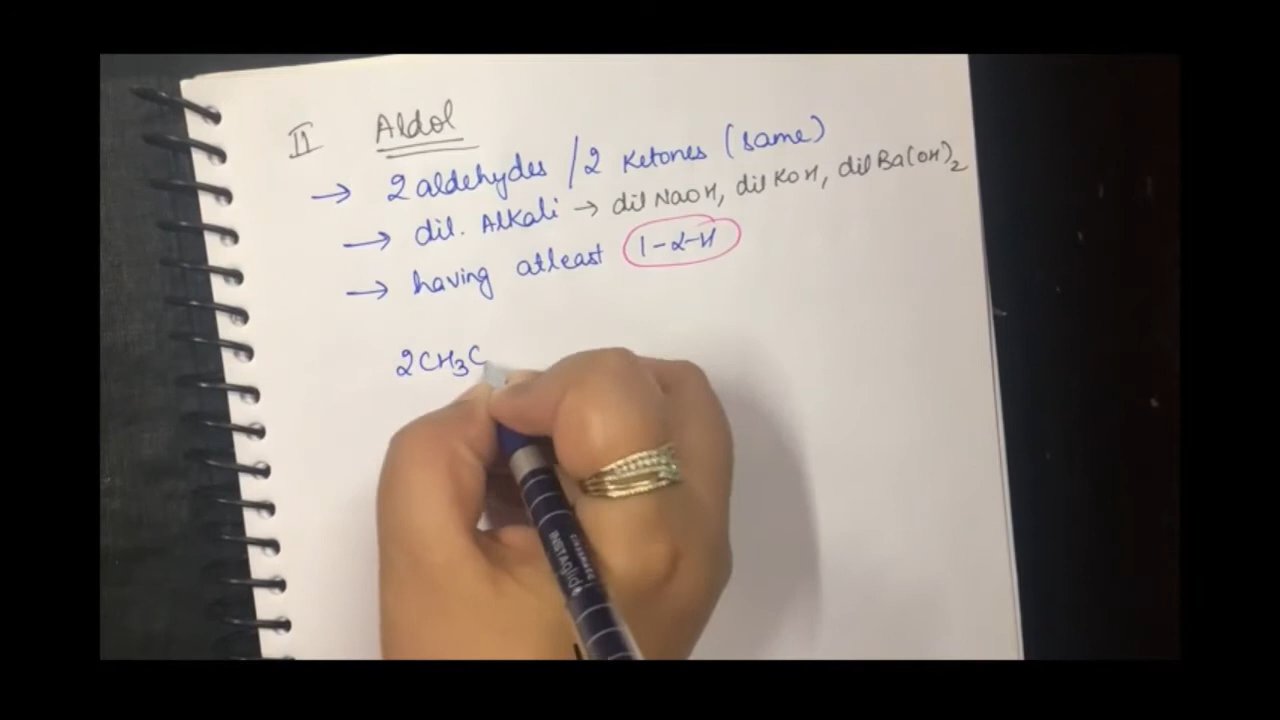 II Aldol
→ 2 aldehydes / 2 Ketones (same)
→ dil. Alkali → dil NaOH, dil KOH, dil Ba(OH)₂
→ having atleast 1-α-H
2CH₃C
INSTAglide